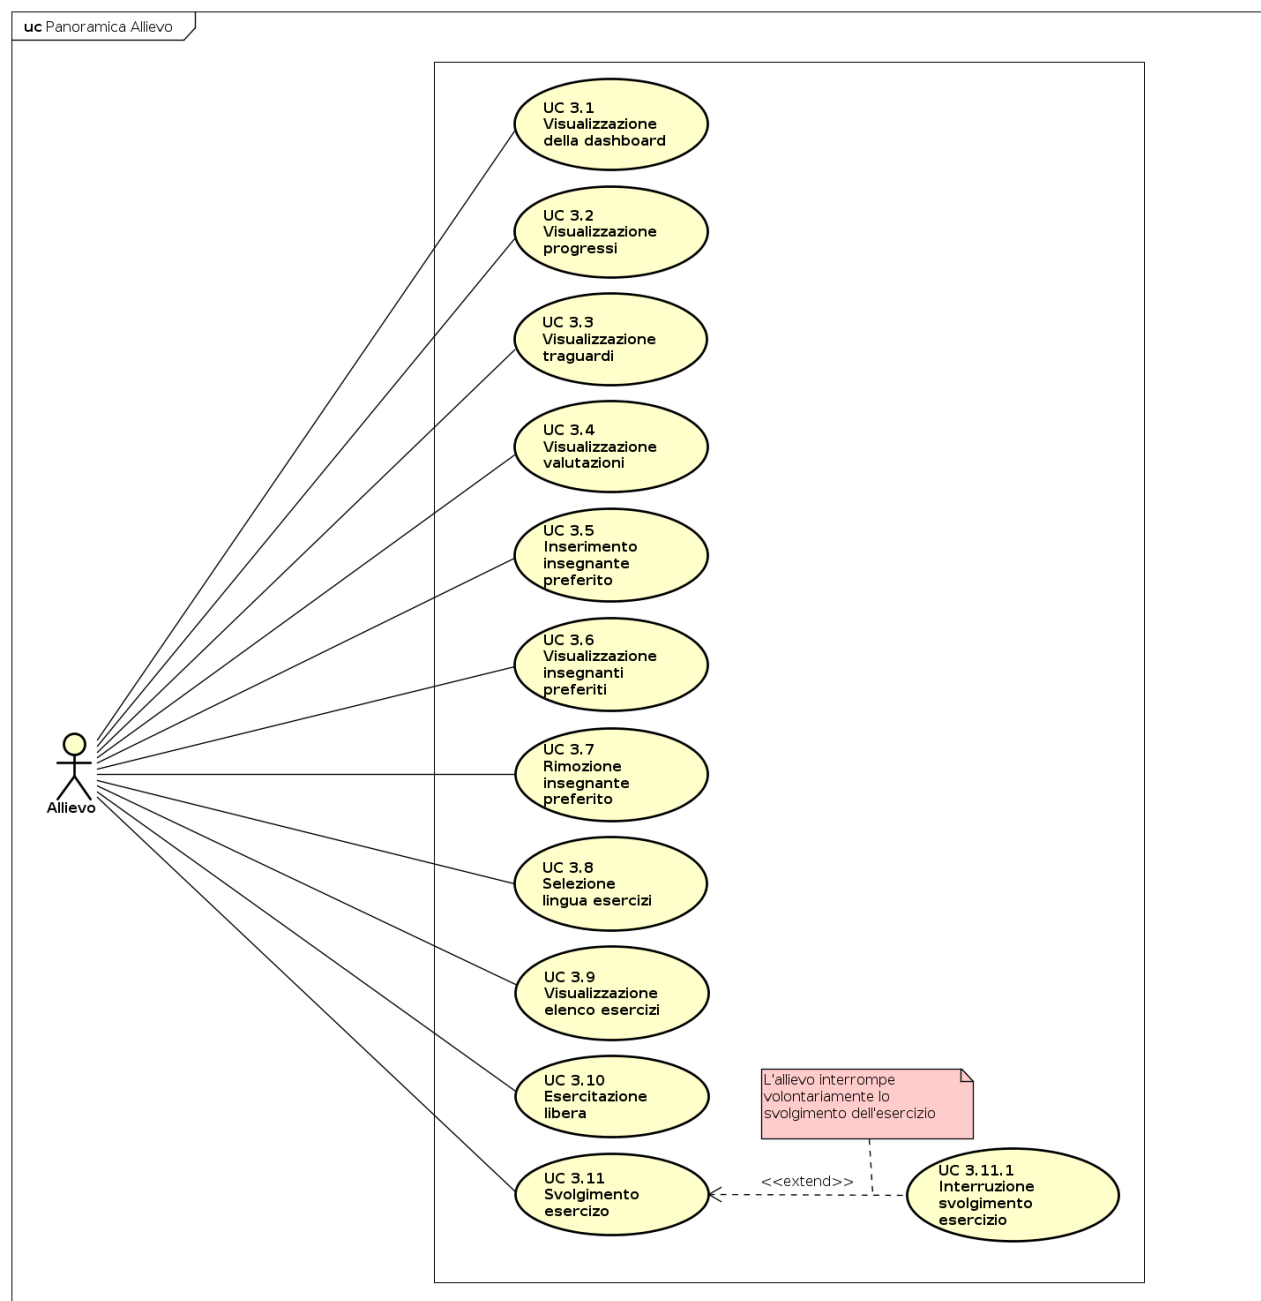 uc Panoramica Allievo
UC 3.1
Visualizzazione
della dashboard
UC 3.2
Visualizzazione
progressi
UC 3.3
Visualizzazione
traguardi
UC 3.4
Visualizzazione
valutazioni
UC 3.5
Inserimento
insegnante
preferito
UC 3.6
Visualizzazione
insegnanti
preferiti
UC 3.7
Rimozione
insegnante
preferito
Allievo
UC 3.8
Selezione
lingua esercizi
UC 3.9
Visualizzazione
elenco esercizi
UC 3.10
Esercitazione
libera
L'allievo interrompe
volontariamente lo
svolgimento dell'esercizio
UC 3.11
Svolgimento
esercizo
<<extend>>
UC 3.11.1
Interruzione
svolgimento
esercizio